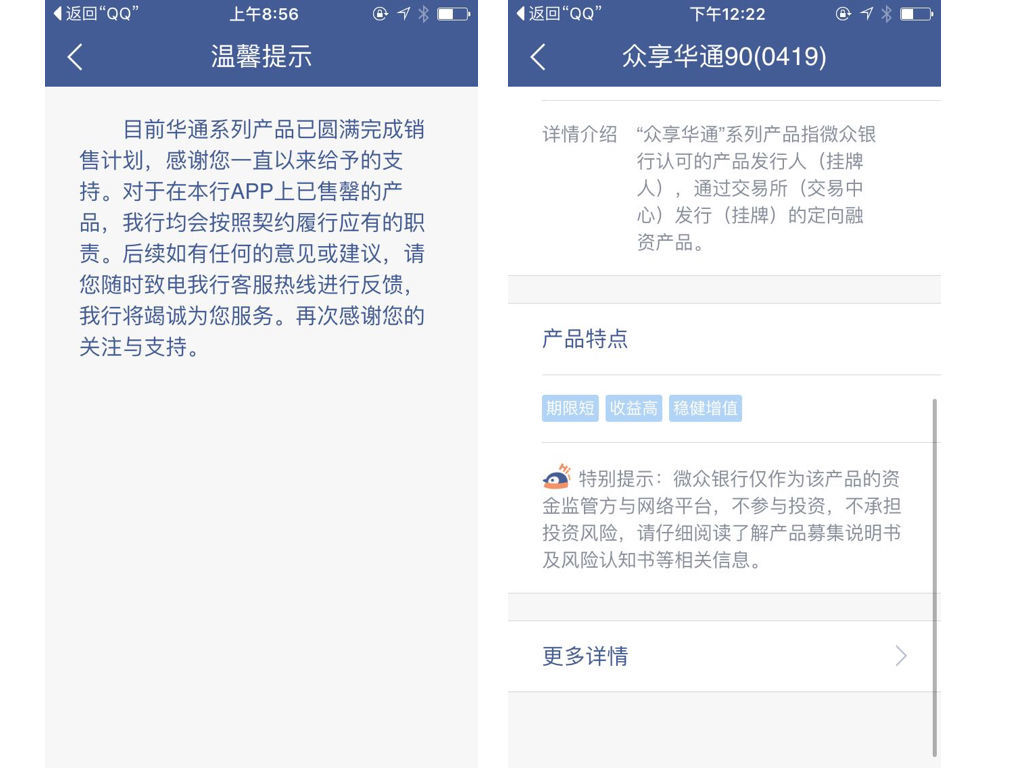 返回“QQ”
上午8:56
温馨提示
目前华通系列产品已圆满完成销
售计划，感谢您一直以来给予的支
持。对于在本行APP上已售罄的产
品，我行均会按照契约履行应有的职
责。后续如有任何的意见或建议，请
您随时致电我行客服热线进行反馈，
我行将竭诚为您服务。再次感谢您的
关注与支持。
返回“QQ”
下午12:22
众享华通90(0419)
详情介绍
“众享华通”系列产品指微众银
行认可的产品发行人（挂牌
人），通过交易所（交易中
心）发行（挂牌）的定向融
资产品。
产品特点
期限短 收益高 稳健增值
Hi
特别提示：微众银行仅作为该产品的资
金监管方与网络平台，不参与投资，不承担
投资风险，请仔细阅读了解产品募集说明书
及风险认知书等相关信息。
更多详情